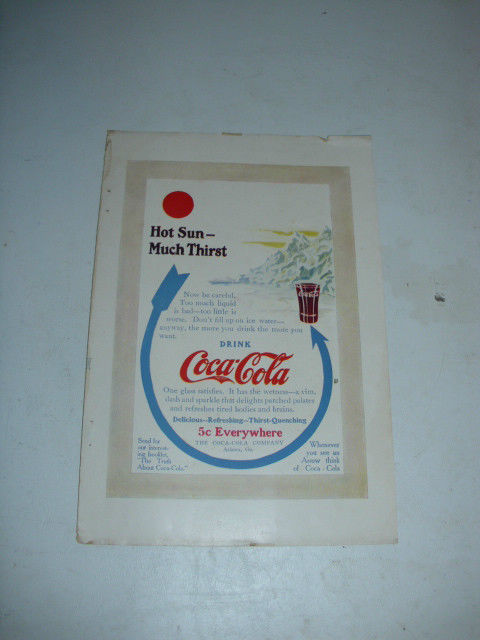 Hot Sun—
Much Thirst
Now be careful,
Too much liquid
is bad—too little is
worse. Don't fill up on ice water—
anyway, the more you drink the more you
want.
DRINK
Coca-Cola
One glass satisfies. It has the wetness—a vim,
dash and sparkle that delights parched palates
and refreshes tired bodies and brains.
Delicious—Refreshing—Thirst-Quenching
5c Everywhere
THE COCA-COLA COMPANY
Atlanta, Ga.
Send for
our interest-
ing booklet,
"The Truth
About Coca-Cola."
Whenever
you see an
Arrow think
of Coca-Cola